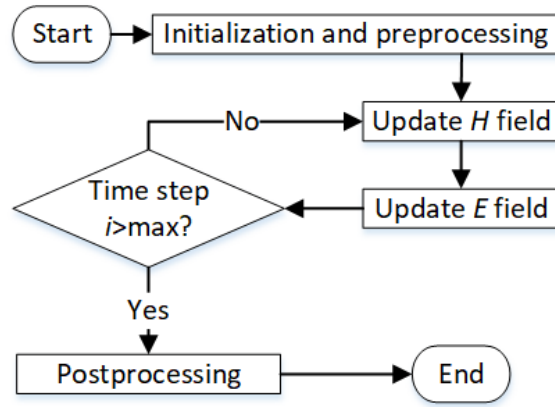 Start
Initialization and preprocessing
No
Update H field
Time step
i>max?
Update E field
Yes
Postprocessing
End